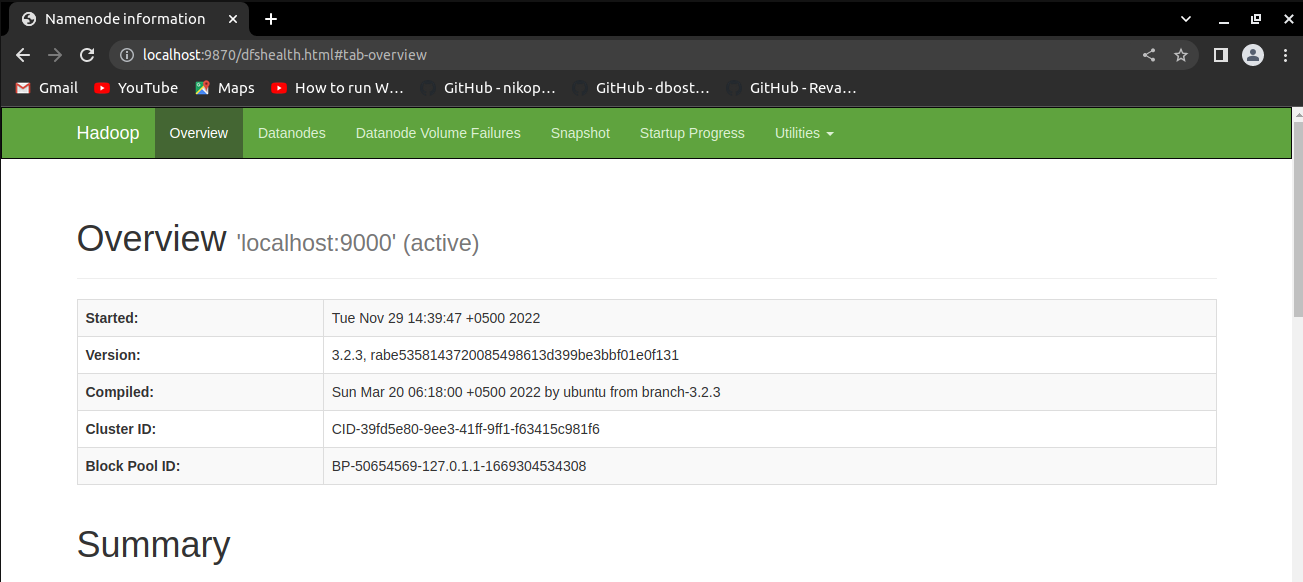 Namenode information
localhost:9870/dfshealth.html#tab-overview
Gmail YouTube Maps How to run W... GitHub - nikop... GitHub - dbost... GitHub - Reva...
Hadoop Overview Datanodes Datanode Volume Failures Snapshot Startup Progress Utilities
Overview 'localhost:9000' (active)
Started: Tue Nov 29 14:39:47 +0500 2022
Version: 3.2.3, rabe5358143720085498613d399be3bbf01e0f131
Compiled: Sun Mar 20 06:18:00 +0500 2022 by ubuntu from branch-3.2.3
Cluster ID: CID-39fd5e80-9ee3-41ff-9ff1-f63415c981f6
Block Pool ID: BP-50654569-127.0.1.1-1669304534308
Summary